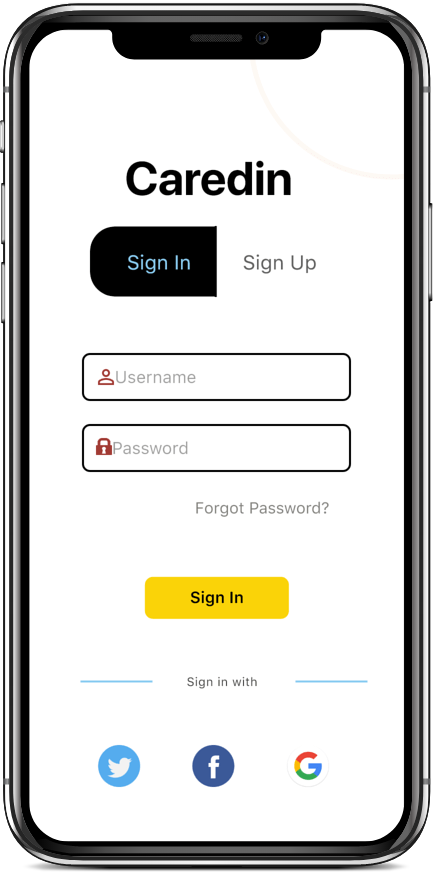 Caredin
Sign In Sign Up
Username
Password
Forgot Password?
Sign In
Sign in with